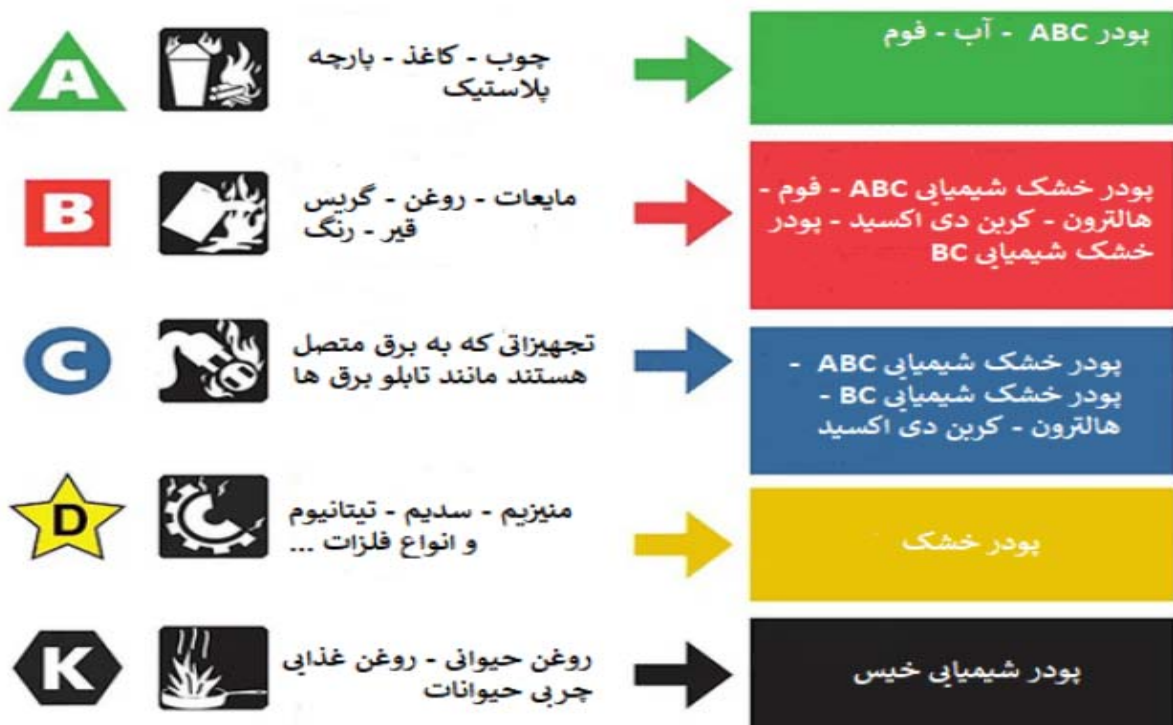 A
چوب - کاغذ - پارچه
پلاستیک
پودر ABC - آب - فوم
B
مایعات - روغن - گریس
قیر - رنگ
پودر خشک شیمیایی ABC - فوم -
هالترون - کربن دی اکسید - پودر
خشک شیمیایی BC
C
تجهیزاتی که به برق متصل
هستند مانند تابلو برق ها
پودر خشک شیمیایی ABC -
پودر خشک شیمیایی BC -
هالترون - کربن دی اکسید
D
منیزیم - سدیم - تیتانیوم
و انواع فلزات ...
پودر خشک
K
روغن حیوانی - روغن غذایی
چربی حیوانات
پودر شیمیایی خیس